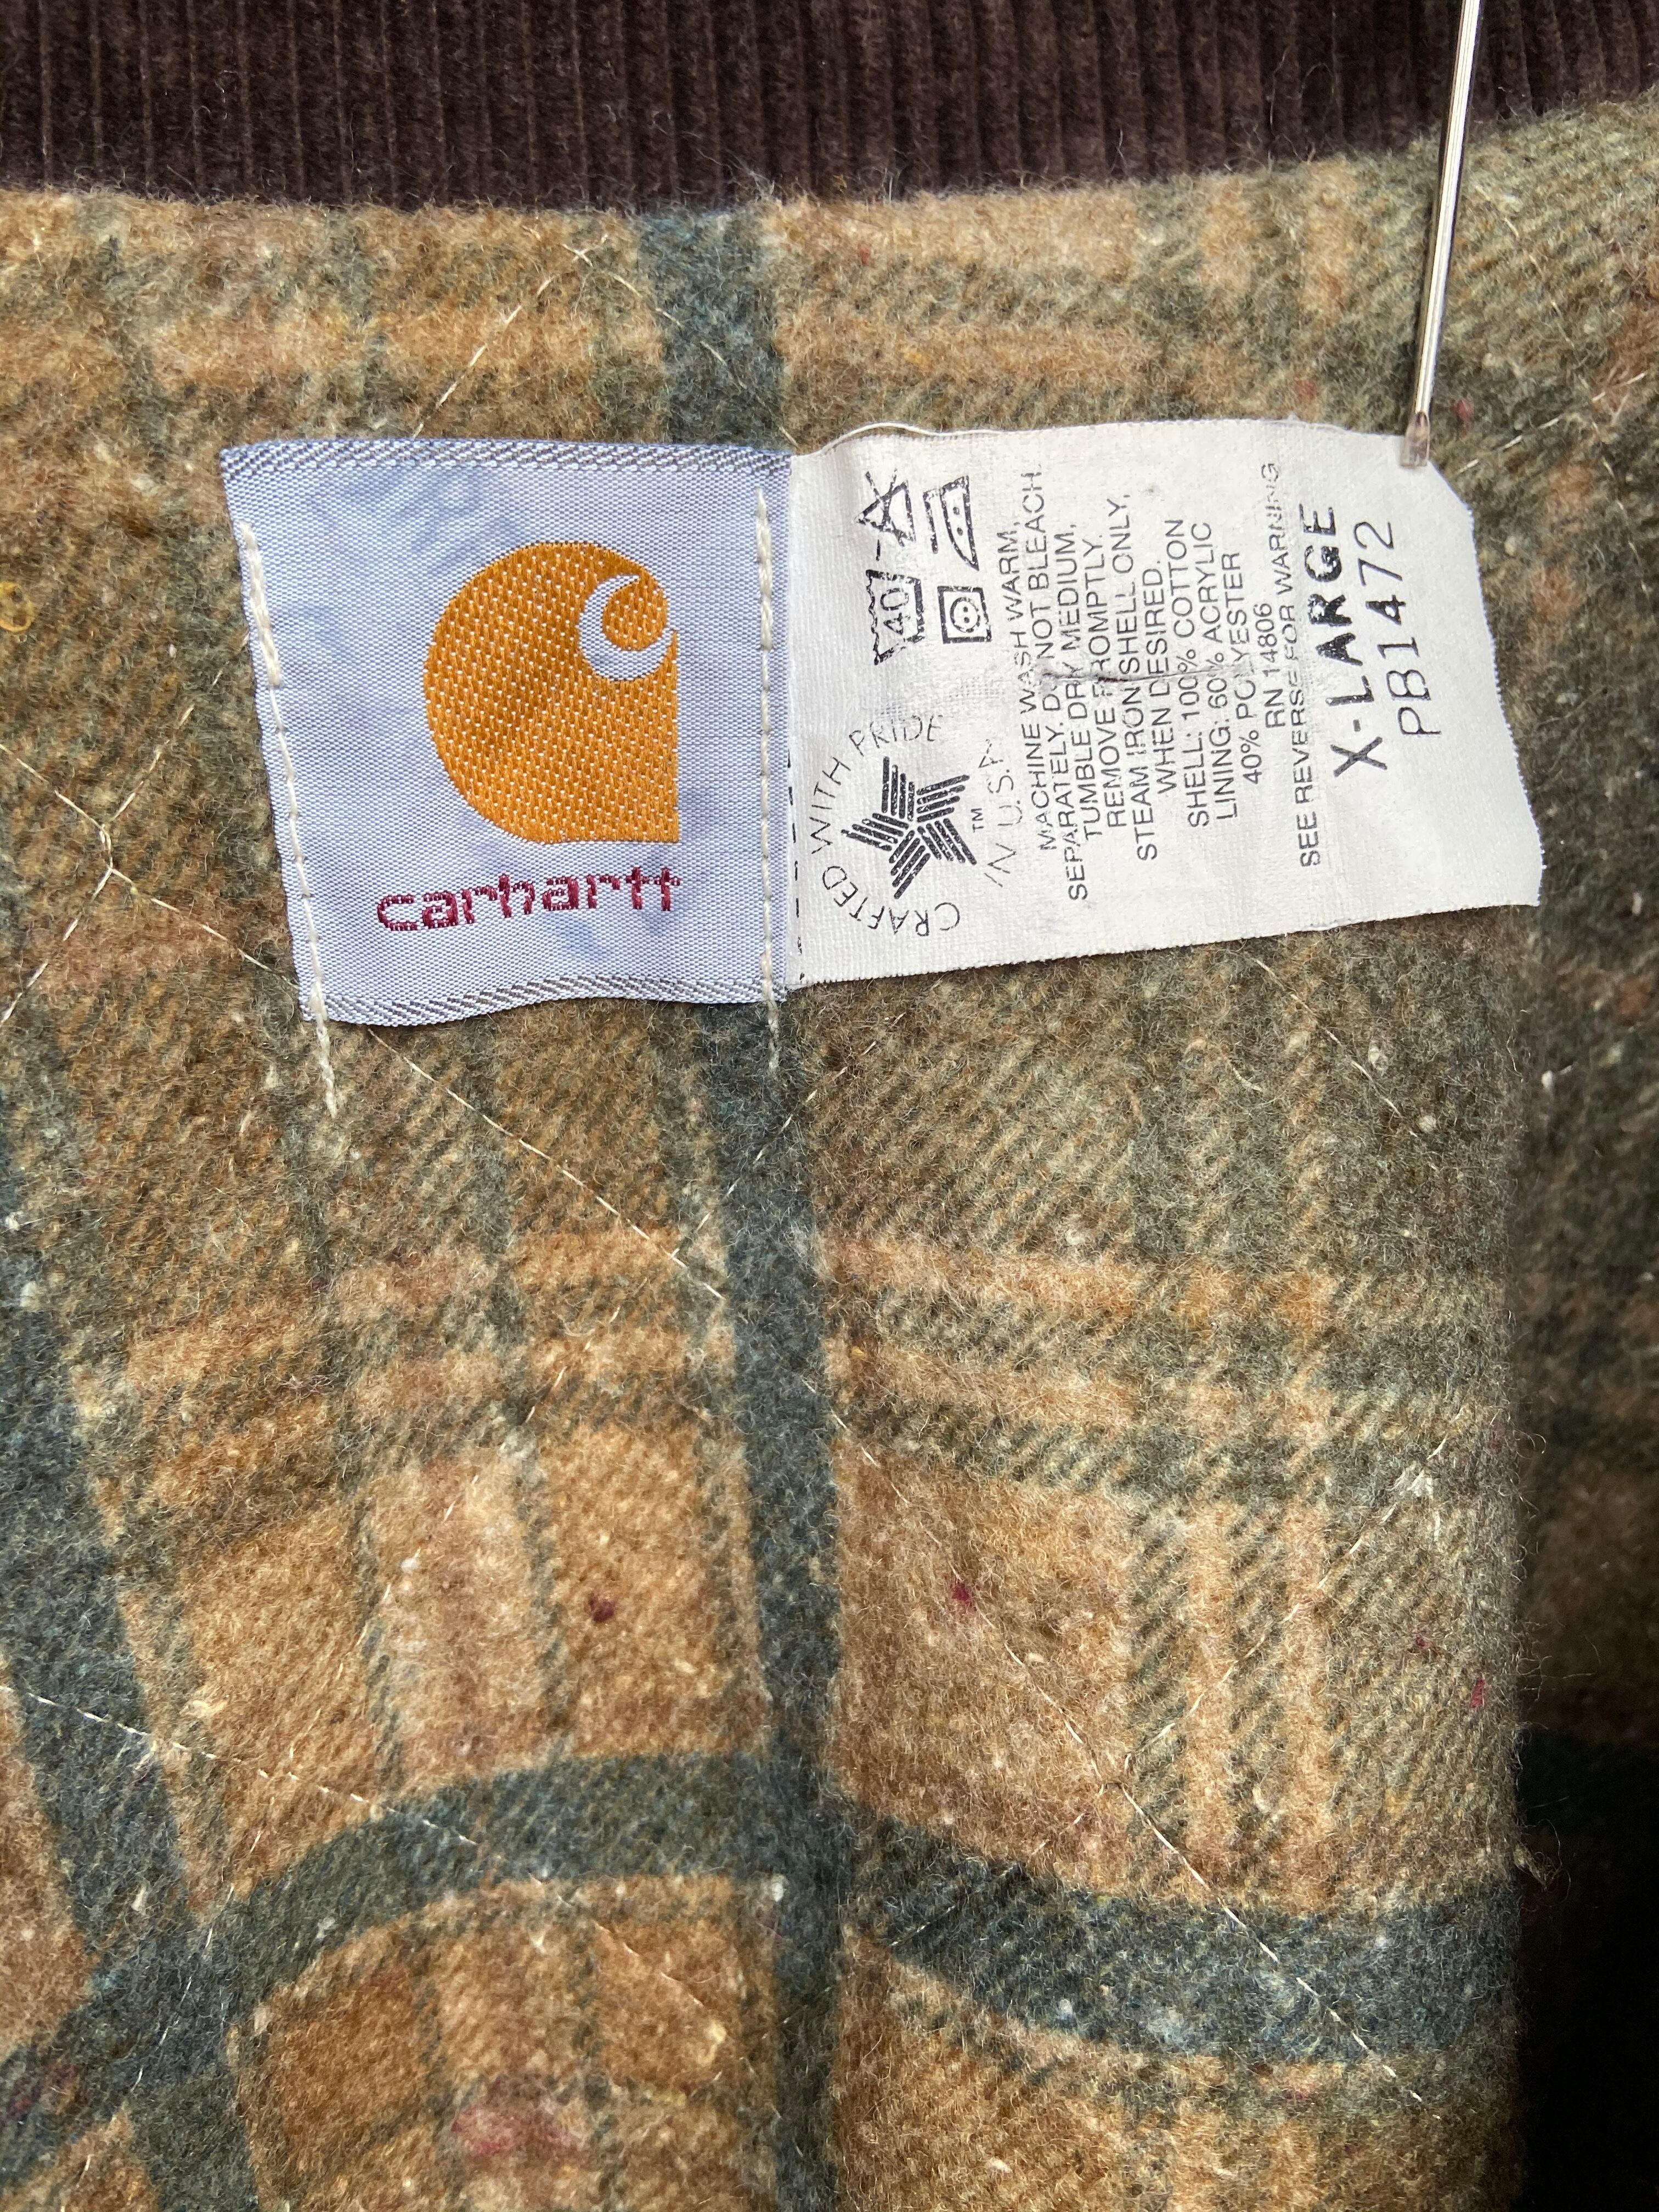 carhartt
CRAFTED WITH PRIDE
IN U.S.A.
TM
40
MACHINE WASH WARM,
SEPARATELY. DO NOT BLEACH.
TUMBLE DRY MEDIUM,
REMOVE PROMPTLY.
STEAM IRON SHELL ONLY,
WHEN DESIRED.
SHELL: 100% COTTON
LINING: 60% ACRYLIC
40% POLYESTER
RN 14806
SEE REVERSE FOR WARNING
X-LARGE
PB1472